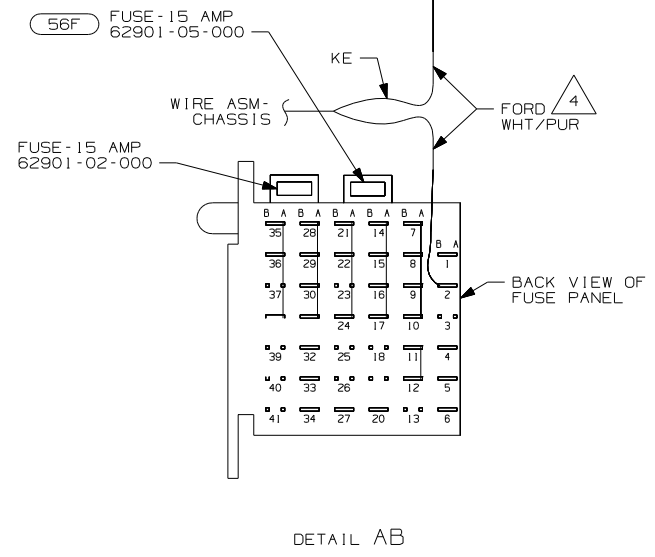 56F
FUSE-15 AMP
62901-05-000
KE
WIRE ASM-
CHASSIS
FORD
WHT/PUR
4
FUSE-15 AMP
62901-02-000
B A B A B A B A B A
35 28 21 14 7
B A
36 29 22 15 8 1
37 30 23 16 9 2
BACK VIEW OF
FUSE PANEL
24 17 10 3
39 32 25 18 11 4
40 33 26 12 5
41 34 27 20 13 6
DETAIL AB